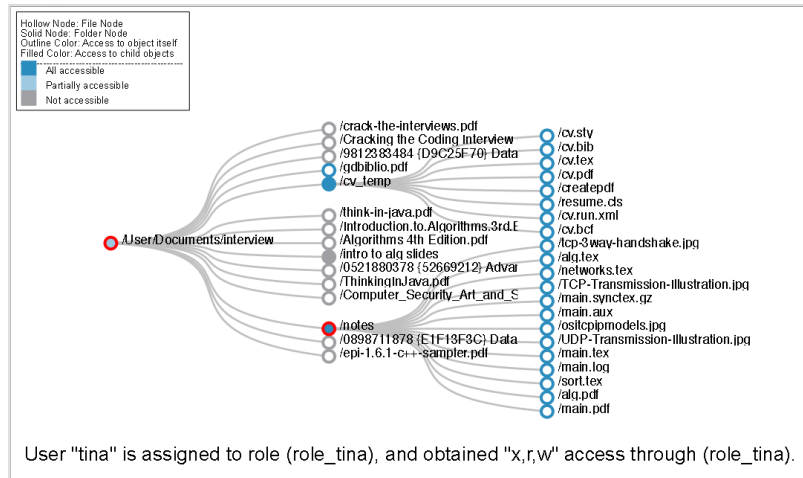 Hollow Node: File Node
Solid Node: Folder Node
Outline Color: Access to object itself
Filled Color: Access to child objects
All accessible
Partially accessible
Not accessible
/User/Documents/interview
/crack-the-interviews.pdf
/Cracking the Coding Interview
/9812383484 {D9C25F70} Data
/gdbiblio.pdf
/cv_temp
/think-in-java.pdf
/Introduction.to.Algorithms.3rd.E
/Algorithms 4th Edition.pdf
/intro to alg slides
/0521880378 {52669212} Advan
/ThinkingInJava.pdf
/Computer_Security_Art_and_S
/notes
/0898711878 {E1F13F3C} Data
/epi-1.6.1-c++-sampler.pdf
/cv.sty
/cv.bib
/cv.tex
/cv.pdf
/createpdf
/resume.cls
/cv.run.xml
/cv.bcf
/tcp-3way-handshake.jpg
/alg.tex
/networks.tex
/TCP-Transmission-Illustration.jpg
/main.synctex.gz
/main.aux
/ositcpipmodels.jpg
/UDP-Transmission-Illustration.jpg
/main.tex
/main.log
/sort.tex
/alg.pdf
/main.pdf
User "tina" is assigned to role (role_tina), and obtained "x,r,w" access through (role_tina).